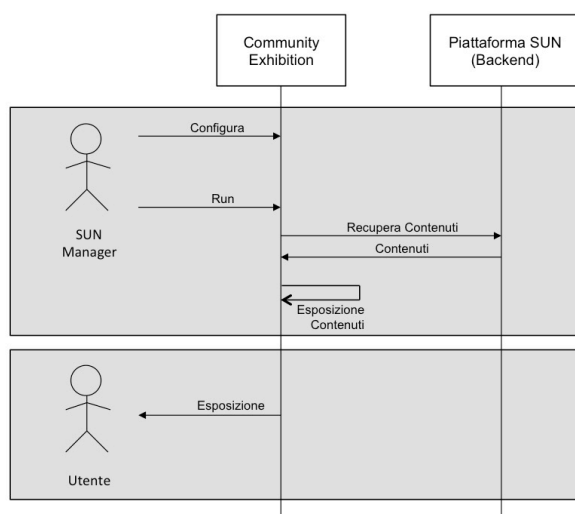 Community
Exhibition
Piattaforma SUN
(Backend)
Configura
Run
SUN
Manager
Recupera Contenuti
Contenuti
Esposizione
Contenuti
Esposizione
Utente